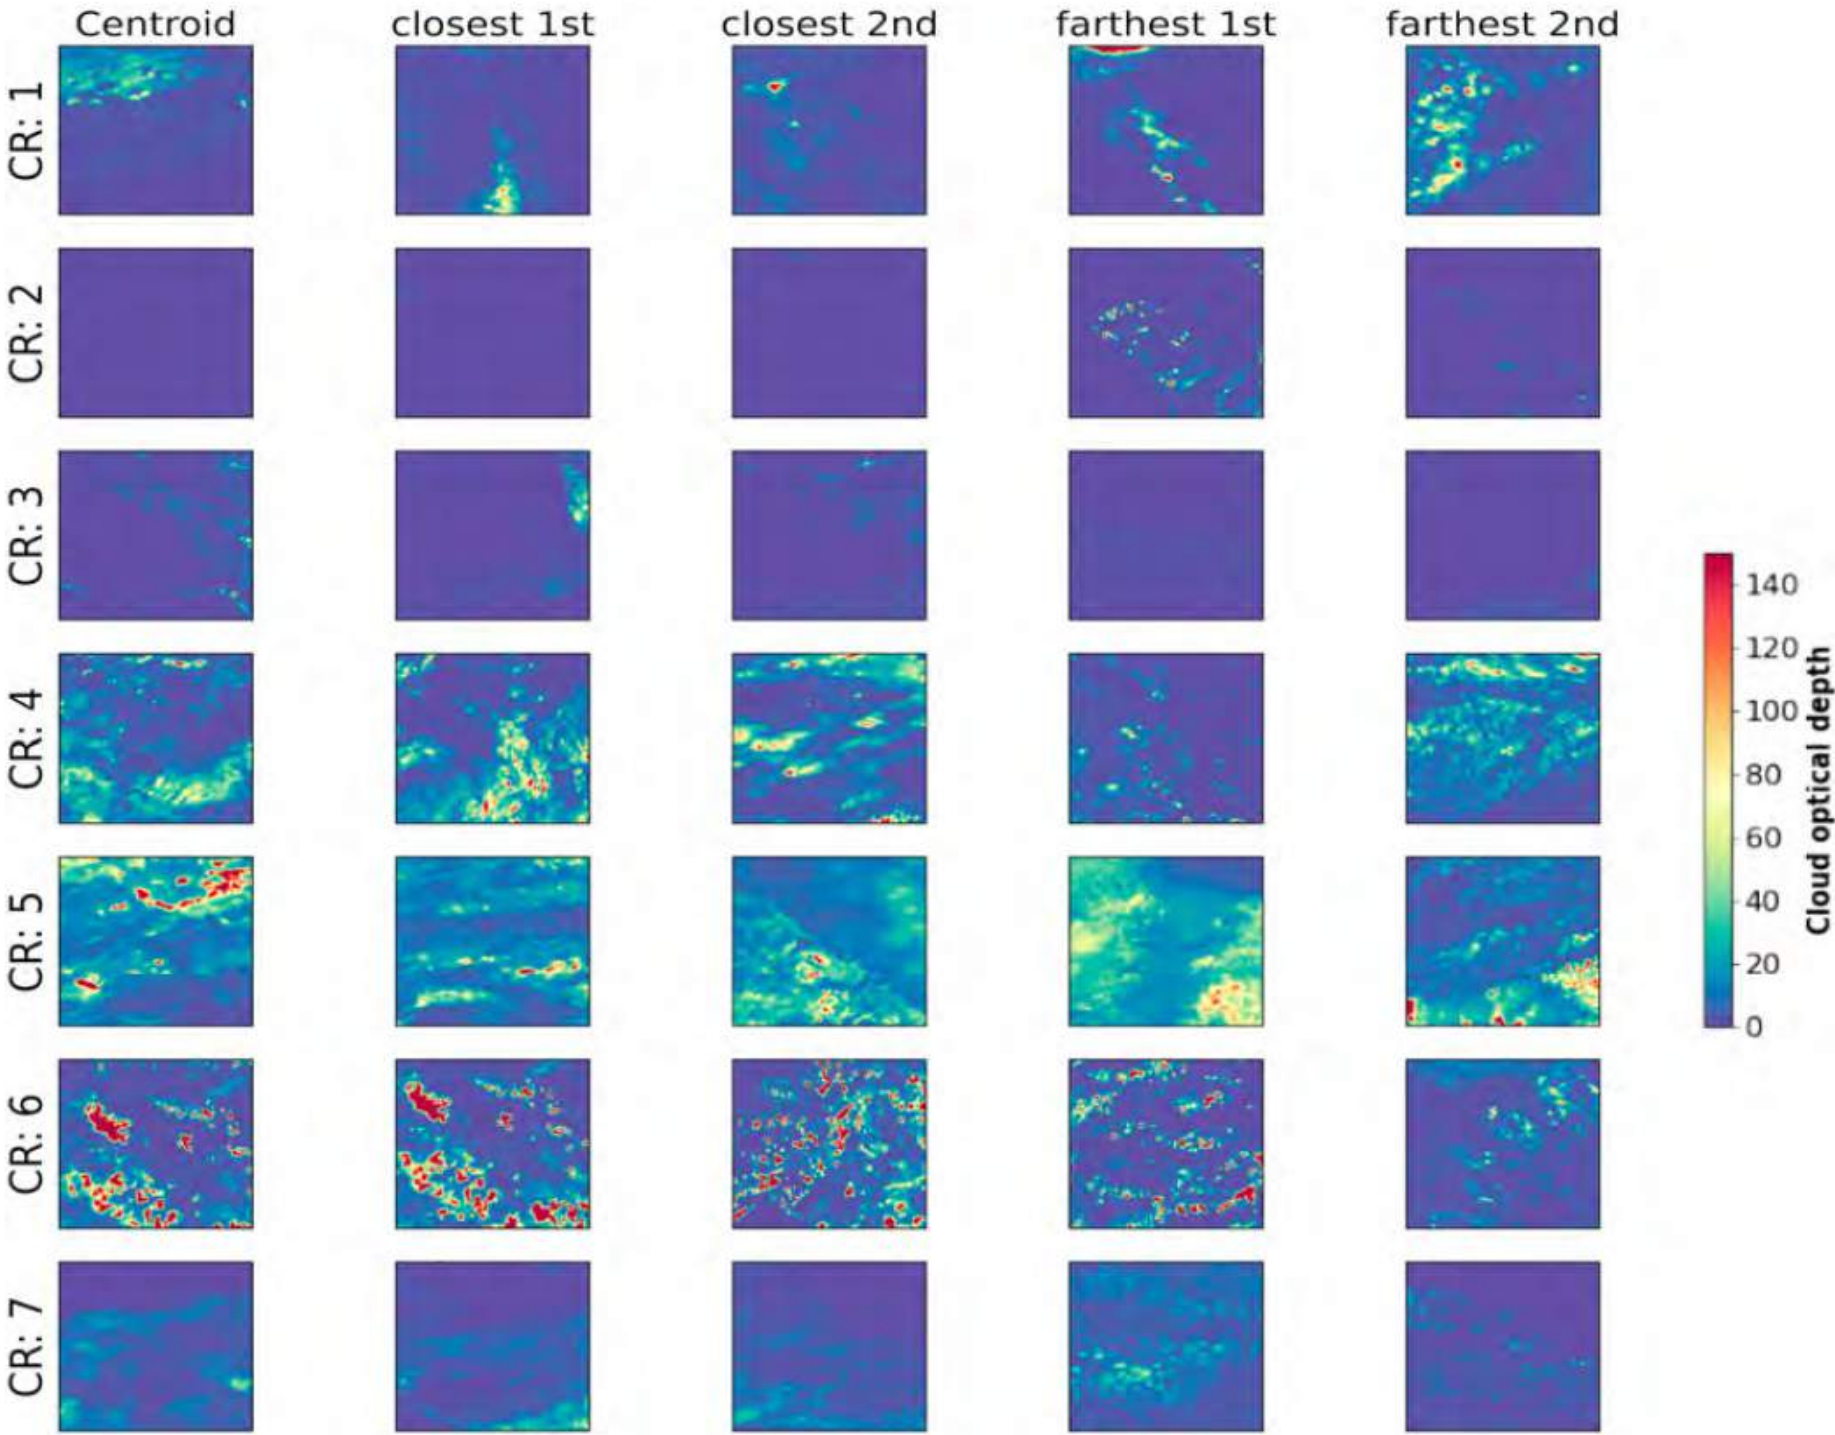 Centroid closest 1st closest 2nd farthest 1st farthest 2nd
CR: 1
CR: 2
CR: 3
CR: 4
CR: 5
CR: 6
CR: 7
140
120
100
80
60
40
20
0
Cloud optical depth